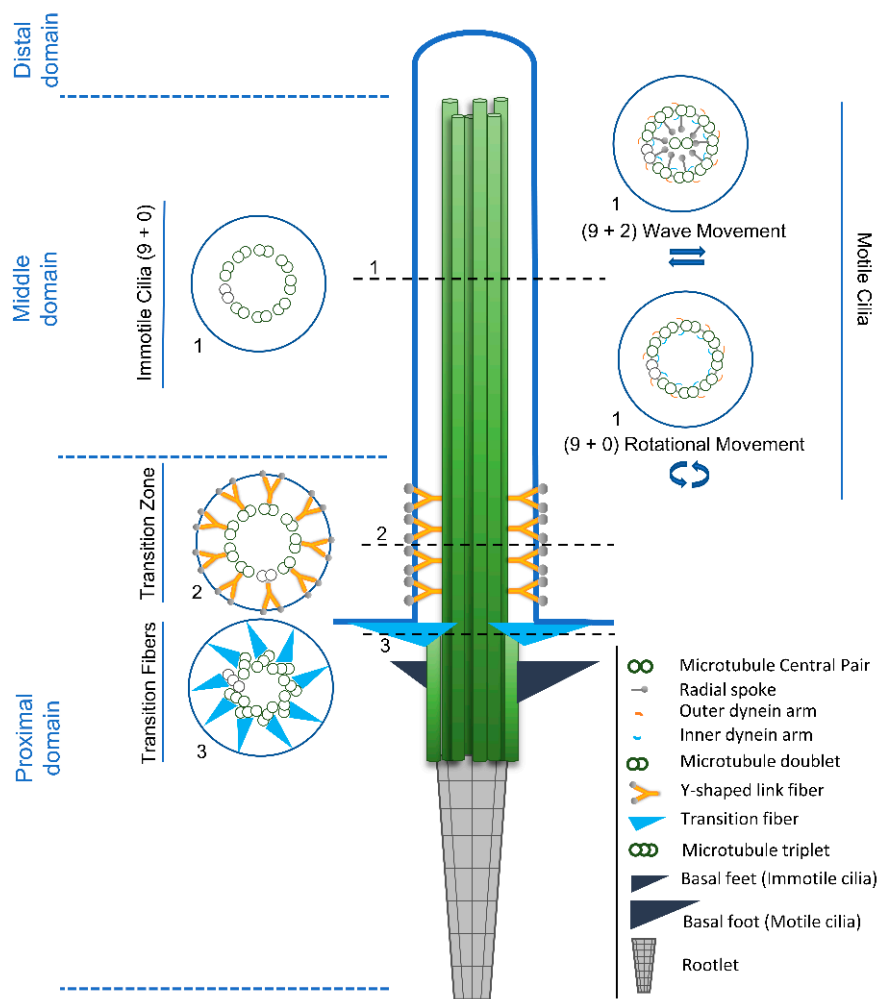 Distal
domain
Middle
domain
Immotile Cilia (9 + 0)
1
1
1
(9 + 2) Wave Movement
1
(9 + 0) Rotational Movement
Motile Cilia
Transition Zone
2
2
Transition Fibers
3
3
Proximal
domain
Microtubule Central Pair
Radial spoke
Outer dynein arm
Inner dynein arm
Microtubule doublet
Y-shaped link fiber
Transition fiber
Microtubule triplet
Basal feet (Immotile cilia)
Basal foot (Motile cilia)
Rootlet